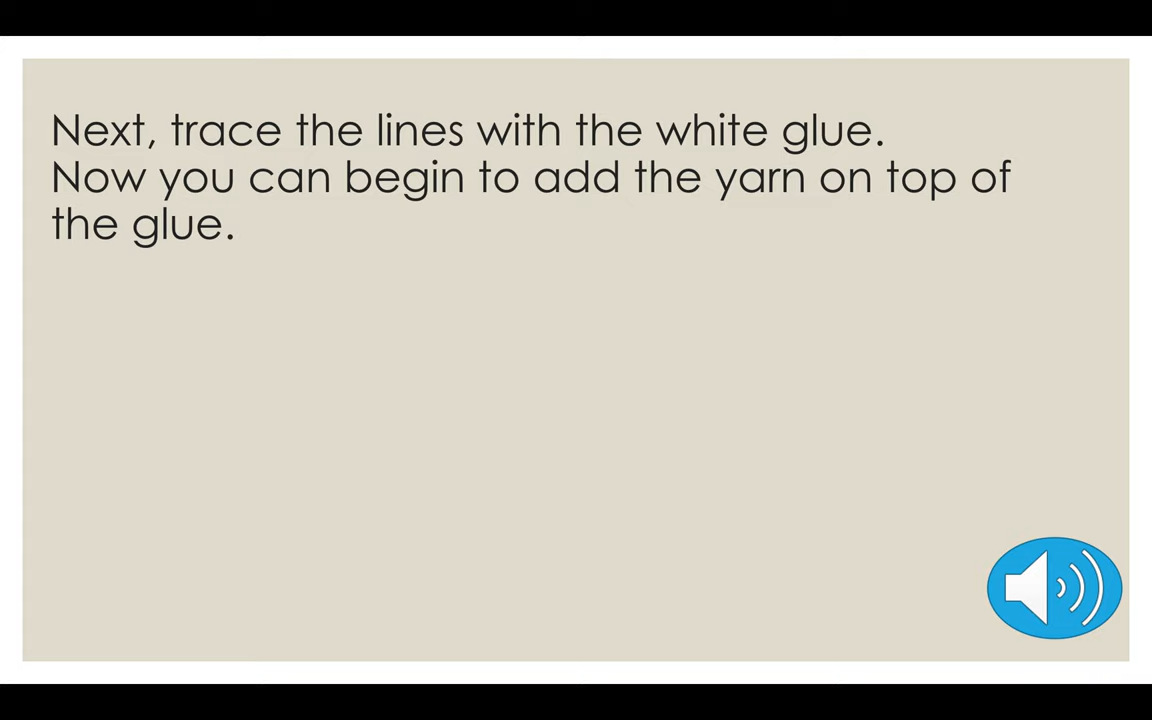 Next, trace the lines with the white glue.
Now you can begin to add the yarn on top of
the glue.